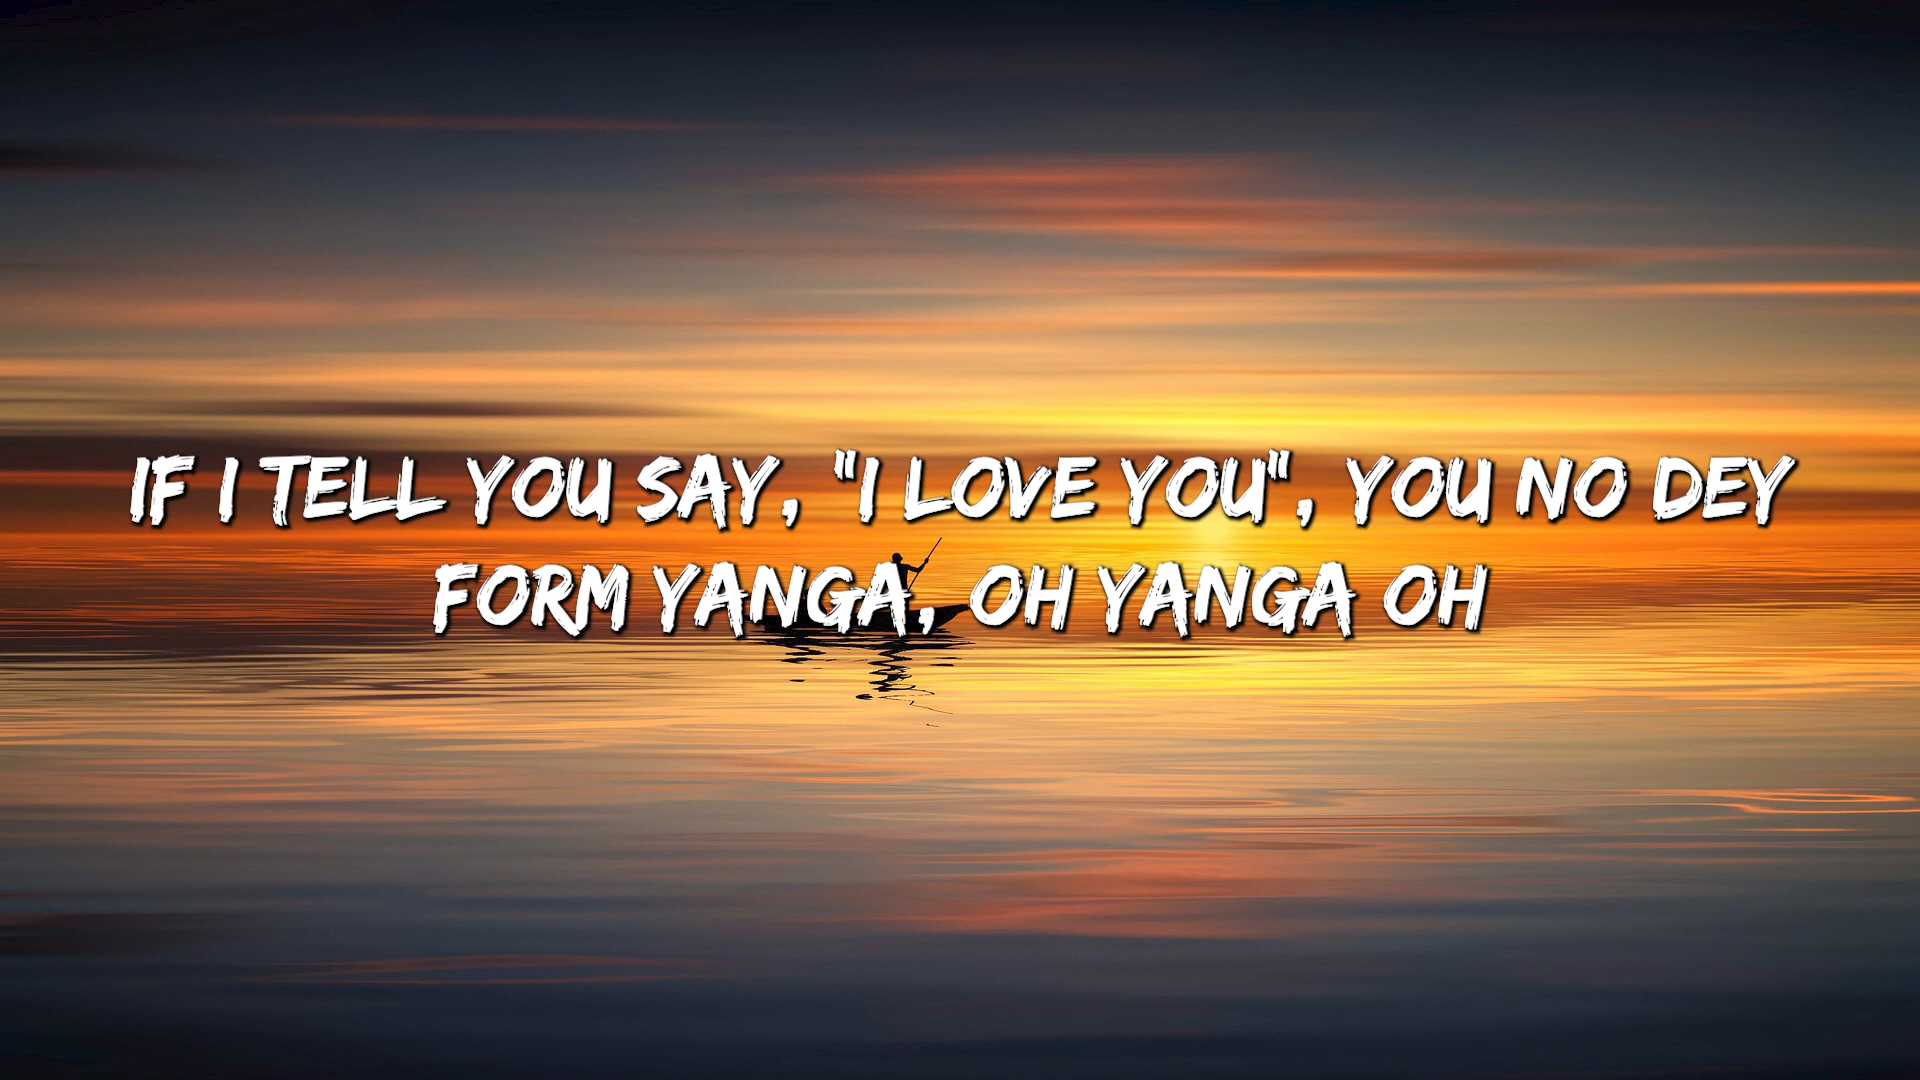 IF I TELL YOU SAY, "I LOVE YOU", YOU NO DEY
FORM YANGA, OH YANGA OH